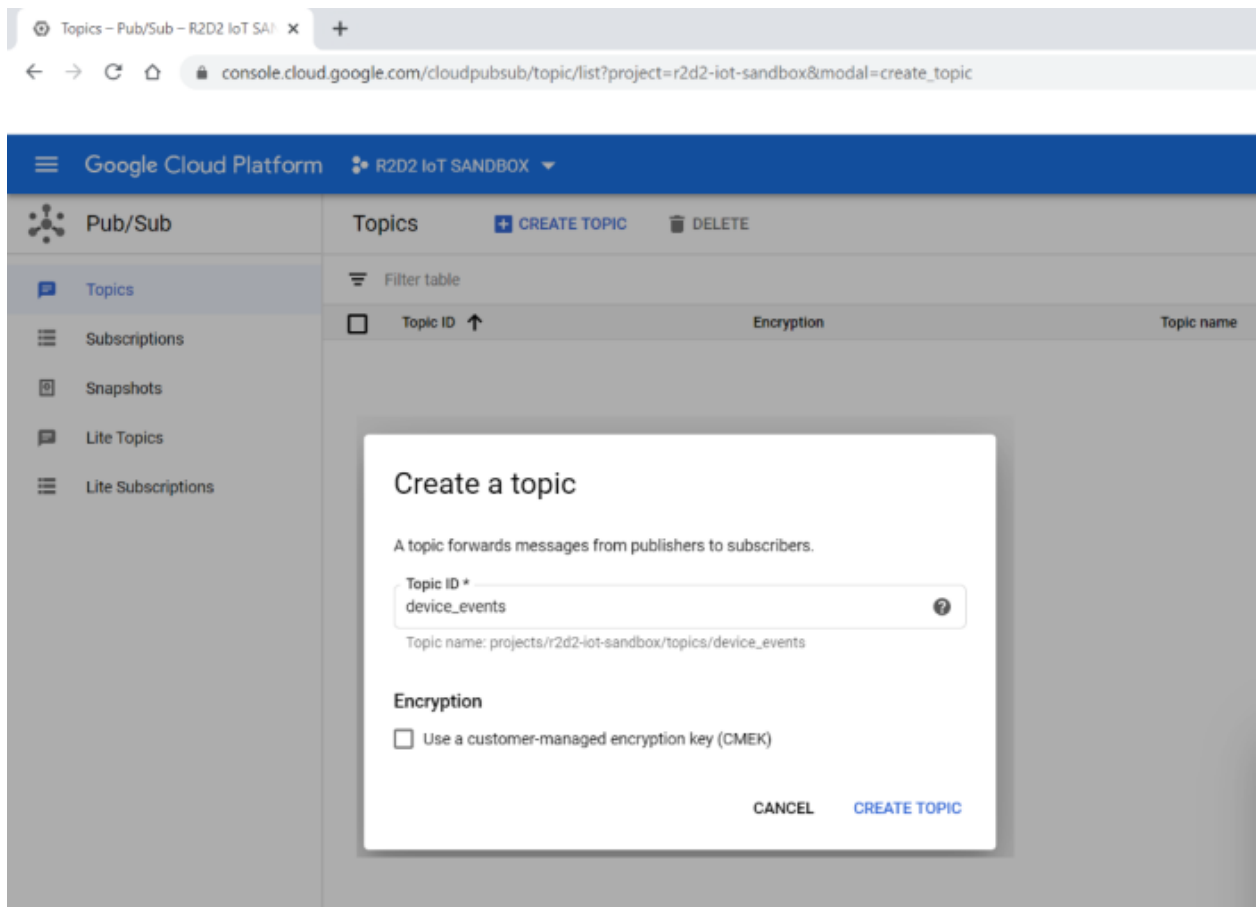 Topics – Pub/Sub – R2D2 IoT SAN
console.cloud.google.com/cloudpubsub/topic/list?project=r2d2-iot-sandbox&modal=create_topic
Google Cloud Platform R2D2 IoT SANDBOX
Pub/Sub
Topics CREATE TOPIC DELETE
Topics
Subscriptions
Snapshots
Lite Topics
Lite Subscriptions
Filter table
Topic ID Encryption Topic name
Create a topic
A topic forwards messages from publishers to subscribers.
Topic ID *
device_events
Topic name: projects/r2d2-iot-sandbox/topics/device_events
Encryption
Use a customer-managed encryption key (CMEK)
CANCEL CREATE TOPIC